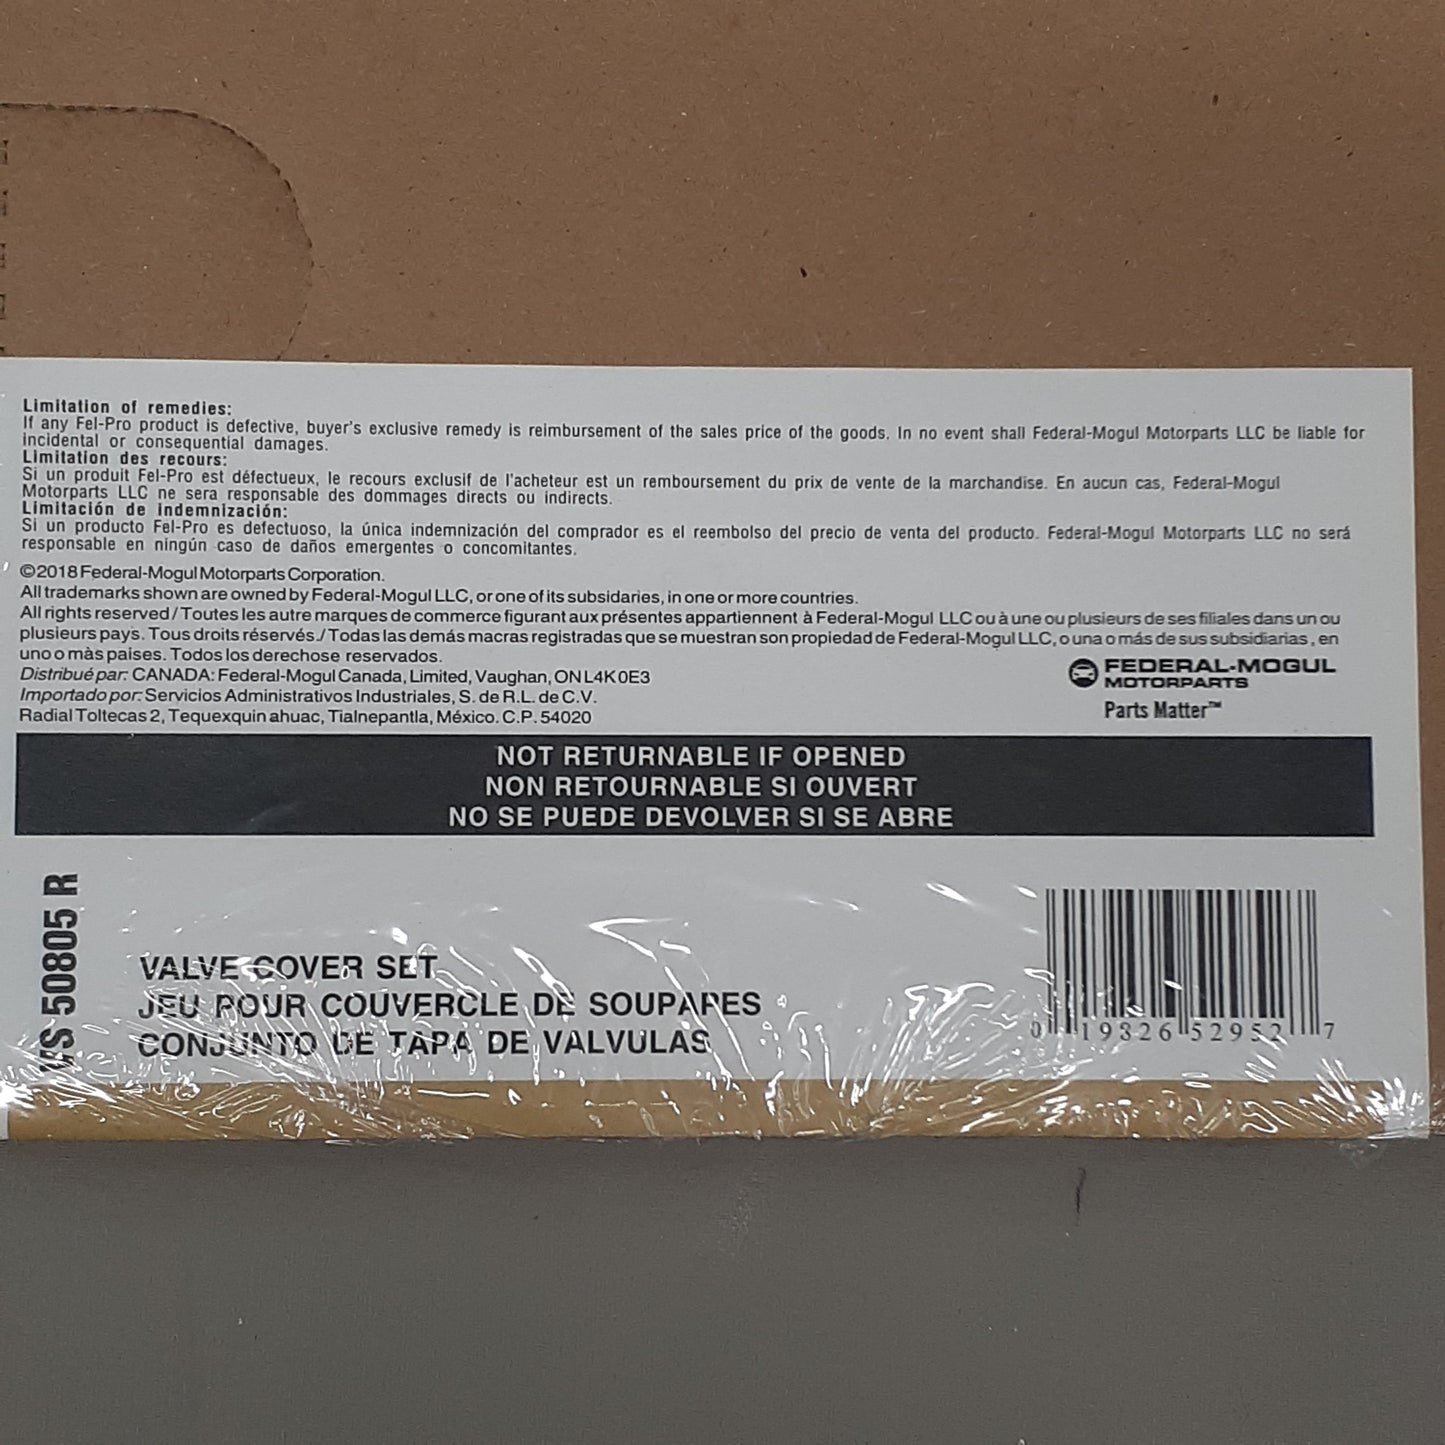 Limitation of remedies:
If any Fel-Pro product is defective, buyer's exclusive remedy is reimbursement of the sales price of the goods. In no event shall Federal-Mogul Motorparts LLC be liable for
incidental or consequential damages.
Limitation des recours:
Si un produit Fel-Pro est défectueux, le recours exclusif de l'acheteur est un remboursement du prix de vente de la marchandise. En aucun cas, Federal-Mogul
Motorparts LLC ne sera responsable des dommages directs ou indirects.
Limitación de indemnización:
Si un producto Fel-Pro es defectuoso, la única indemnización del comprador es el reembolso del precio de venta del producto. Federal-Mogul Motorparts LLC no será
responsable en ningún caso de daños emergentes o concomitantes.
©2018 Federal-Mogul Motorparts Corporation.
All trademarks shown are owned by Federal-Mogul LLC, or one of its subsidaries, in one or more countries.
All rights reserved / Toutes les autre marques de commerce figurant aux présentes appartiennent à Federal-Mogul LLC ou à une ou plusieurs de ses filiales dans un ou
plusieurs pays. Tous droits réservés./ Todas las demás macras registradas que se muestran son propiedad de Federal-Mogul LLC, o una o más de sus subsidiarias, en
uno o màs paises. Todos los derechose reservados.
Distribué par: CANADA: Federal-Mogul Canada, Limited, Vaughan, ON L4K 0E3
Importado por: Servicios Administrativos Industriales, S. de R.L. de C.V.
Radial Toltecas 2, Tequexquin ahuac, Tialnepantla, México. C.P. 54020
FEDERAL-MOGUL
MOTORPARTS
Parts Matter™
NOT RETURNABLE IF OPENED
NON RETOURNABLE SI OUVERT
NO SE PUEDE DEVOLVER SI SE ABRE
VS 50805 R
VALVE COVER SET
JEU POUR COUVERCLE DE SOUPAPES
CONJUNTO DE TAPA DE VALVULAS
0 19326 52952 7